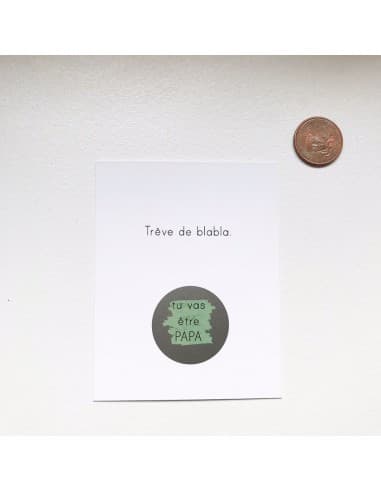 Trêve de blabla.
tu vas
être
PAPA